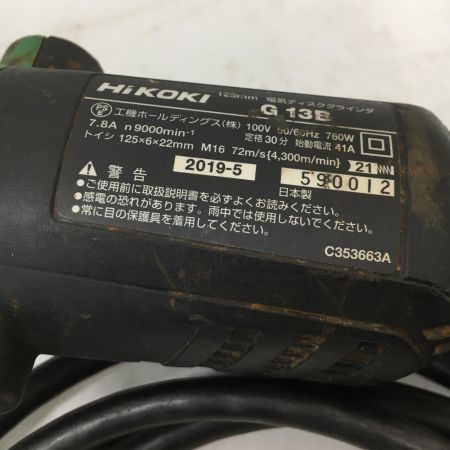 HiKOKI 125mm 電気ディスクグラインダ
G 13B
PS E 工機ホールディングス(株) 100V 50/60Hz 760W
7.8A n 9000min⁻¹ 定格30分 始動電流 41A
トイシ 125×6×22mm M16 72m/s{4,300m/min} 21
⚠ 警告 2019-5 590012
●ご使用前に取扱説明書を必ずよくお読みください。 日本製
●感電の恐れがあります。雨中では使用しないでください。
●常に目の保護具を着用してください。
C353663A